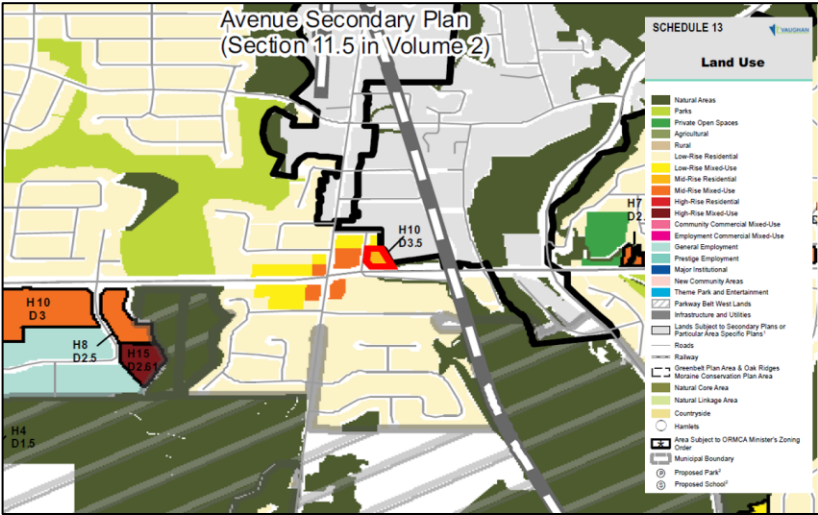 Avenue Secondary Plan
(Section 11.5 in Volume 2)
H10
D3.5
H7
H10
D3
H8
D2.5
H15
D2.61
H4
D1.5
SCHEDULE 13
VAUGHAN
Land Use
Natural Areas
Parks
Private Open Spaces
Agricultural
Rural
Low-Rise Residential
Low-Rise Mixed-Use
Mid-Rise Residential
Mid-Rise Mixed-Use
High-Rise Residential
High-Rise Mixed-Use
Community Commercial Mixed-Use
Employment Commercial Mixed-Use
General Employment
Prestige Employment
Major Institutional
New Community Areas
Theme Park and Entertainment
Parkway Belt West Lands
Infrastructure and Utilities
Lands Subject to Secondary Plans or
Particular Area Specific Plans¹
Roads
Railway
Greenbelt Plan Area & Oak Ridges
Moraine Conservation Plan Area
Natural Core Area
Natural Linkage Area
Countryside
Hamlets
Area Subject to ORMCA Minister's Zoning
Order
Municipal Boundary
Proposed Park²
Proposed School²